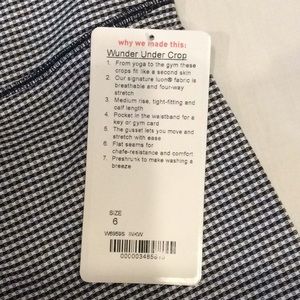 why we made this:
Wunder Under Crop
1. From yoga to the gym these
crops fit like a second skin
2. Our signature luon® fabric is
breathable and four-way
stretch
3. Medium rise, tight-fitting and
calf length
4. Pocket in the waistband for a
key or gym card
5. The gusset lets you move and
stretch with ease
6. Flat seams for
chafe-resistance and comfort
7. Preshrunk to make washing a
breeze
SIZE
6
W6959S